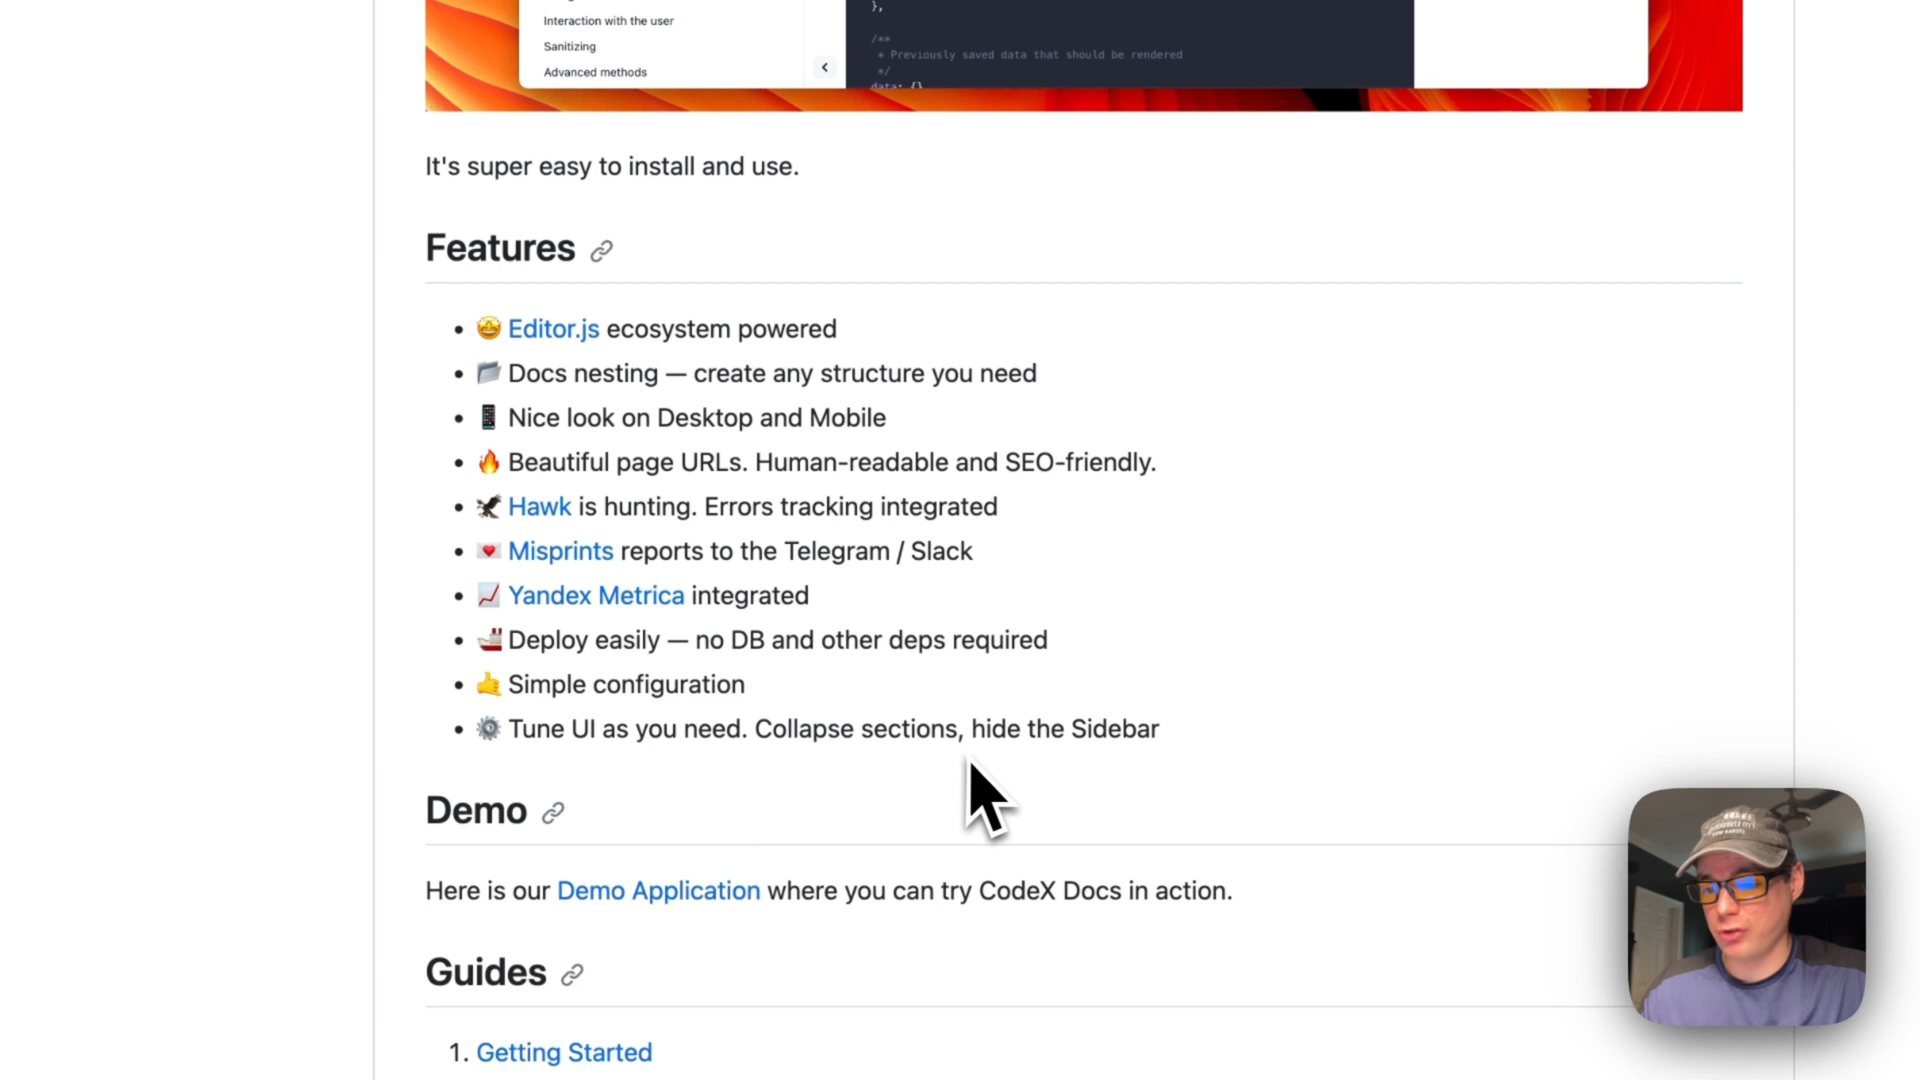 Interaction with the user
Sanitizing
Advanced methods
},
/**
* Previously saved data that should be rendered
*/
data: {}
It's super easy to install and use.
Features
🤩 Editor.js ecosystem powered
📂 Docs nesting — create any structure you need
📱 Nice look on Desktop and Mobile
🔥 Beautiful page URLs. Human-readable and SEO-friendly.
🦅 Hawk is hunting. Errors tracking integrated
💌 Misprints reports to the Telegram / Slack
📈 Yandex Metrica integrated
🚢 Deploy easily — no DB and other deps required
🤙 Simple configuration
⚙️ Tune UI as you need. Collapse sections, hide the Sidebar
Demo
Here is our Demo Application where you can try CodeX Docs in action.
Guides
1. Getting Started